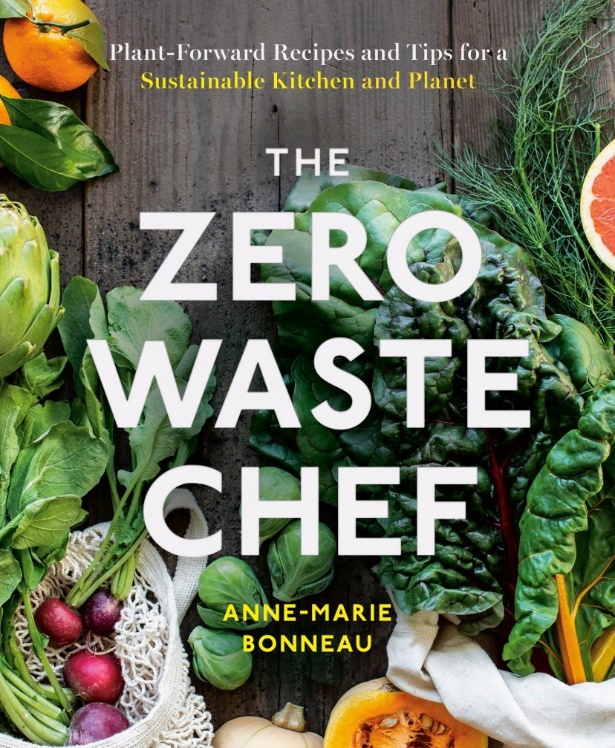 Plant-Forward Recipes and Tips for a
Sustainable Kitchen and Planet
THE
ZERO
WASTE
CHEF
ANNE-MARIE
BONNEAU